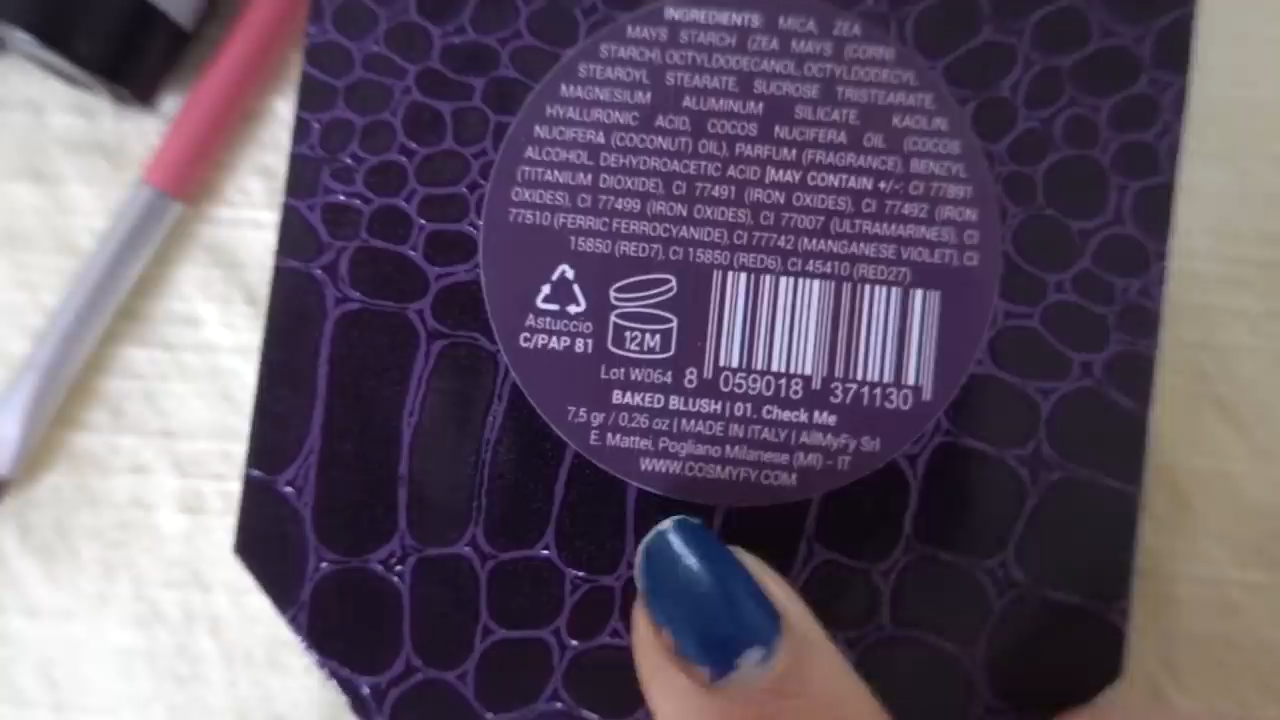 INGREDIENTS: MICA, ZEA
MAYS STARCH (ZEA MAYS (CORN)
STARCH), OCTYLDODECANOL, OCTYLDODECYL
STEAROYL STEARATE, SUCROSE TRISTEARATE,
MAGNESIUM ALUMINUM SILICATE, KAOLIN,
HYALURONIC ACID, COCOS NUCIFERA OIL (COCOS
NUCIFERA (COCONUT) OIL), PARFUM (FRAGRANCE), BENZYL
ALCOHOL, DEHYDROACETIC ACID [MAY CONTAIN +/-: CI 77891
(TITANIUM DIOXIDE), CI 77491 (IRON OXIDES), CI 77492 (IRON
OXIDES), CI 77499 (IRON OXIDES), CI 77007 (ULTRAMARINES), CI
77510 (FERRIC FERROCYANIDE), CI 77742 (MANGANESE VIOLET), CI
15850 (RED7), CI 15850 (RED6), CI 45410 (RED27)
Astuccio
C/PAP 81
12M
Lot W064
8 059018 371130
BAKED BLUSH | 01. Check Me
7,5 gr / 0,26 oz | MADE IN ITALY | AllMyFy Srl
E. Mattei, Pogliano Milanese (MI) - IT
WWW.COSMYFY.COM